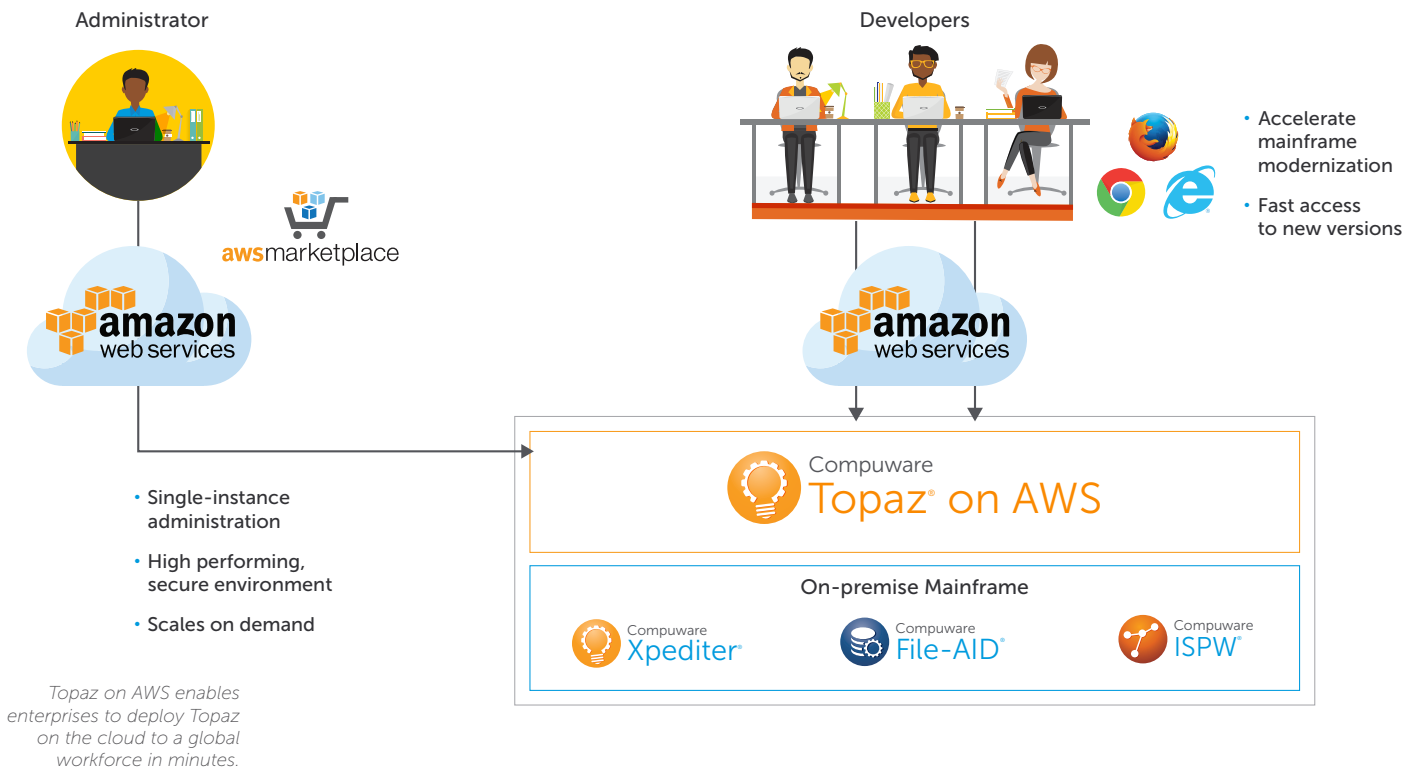 Administrator
Developers
awsmarketplace
amazon
web services
amazon
web services
• Accelerate
mainframe
modernization
• Fast access
to new versions
• Single-instance
administration
• High performing,
secure environment
• Scales on demand
Topaz on AWS enables
enterprises to deploy Topaz
on the cloud to a global
workforce in minutes.
Compuware
Topaz® on AWS
On-premise Mainframe
Compuware
Xpediter®
Compuware
File-AID®
Compuware
ISPW®